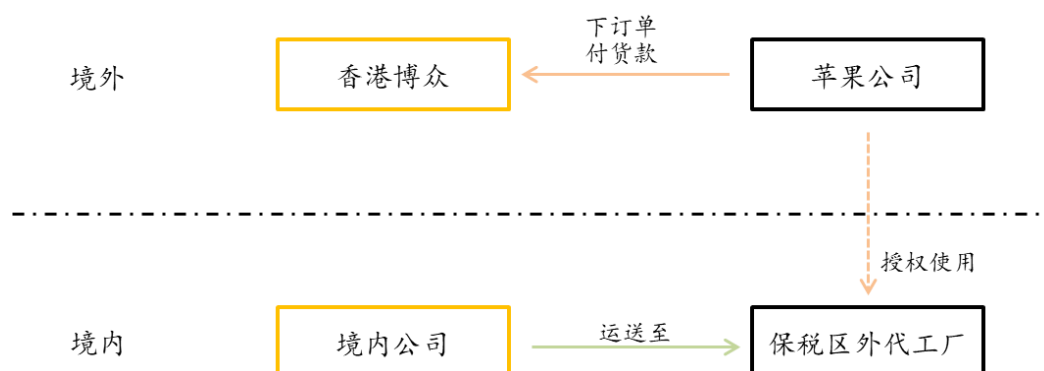 下订单
付货款
境外
香港博众
苹果公司
授权使用
境内
境内公司
运送至
保税区外代工厂